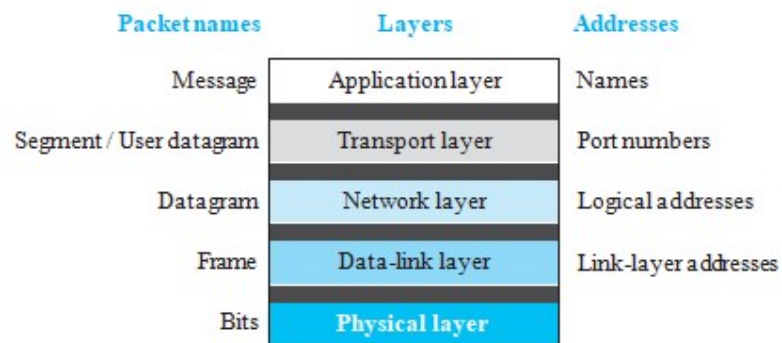 Packet names Layers Addresses
Message Application layer Names
Segment / User datagram Transport layer Port numbers
Datagram Network layer Logical addresses
Frame Data-link layer Link-layer addresses
Bits Physical layer